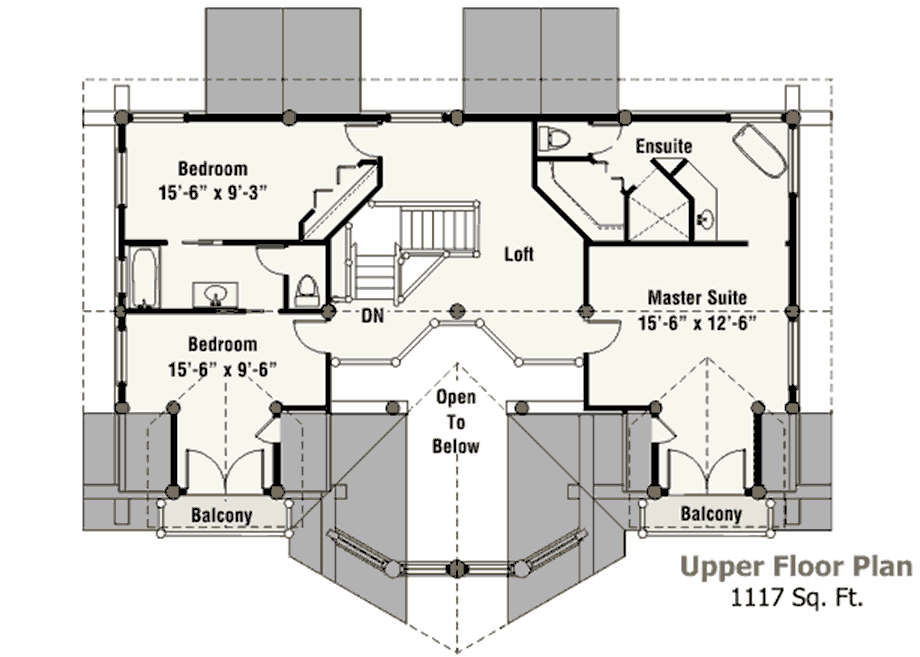 Bedroom
15'-6" x 9'-3"
Ensuite
Loft
Master Suite
15'-6" x 12'-6"
DN
Bedroom
15'-6" x 9'-6"
Open
To
Below
Balcony
Balcony
Upper Floor Plan
1117 Sq. Ft.